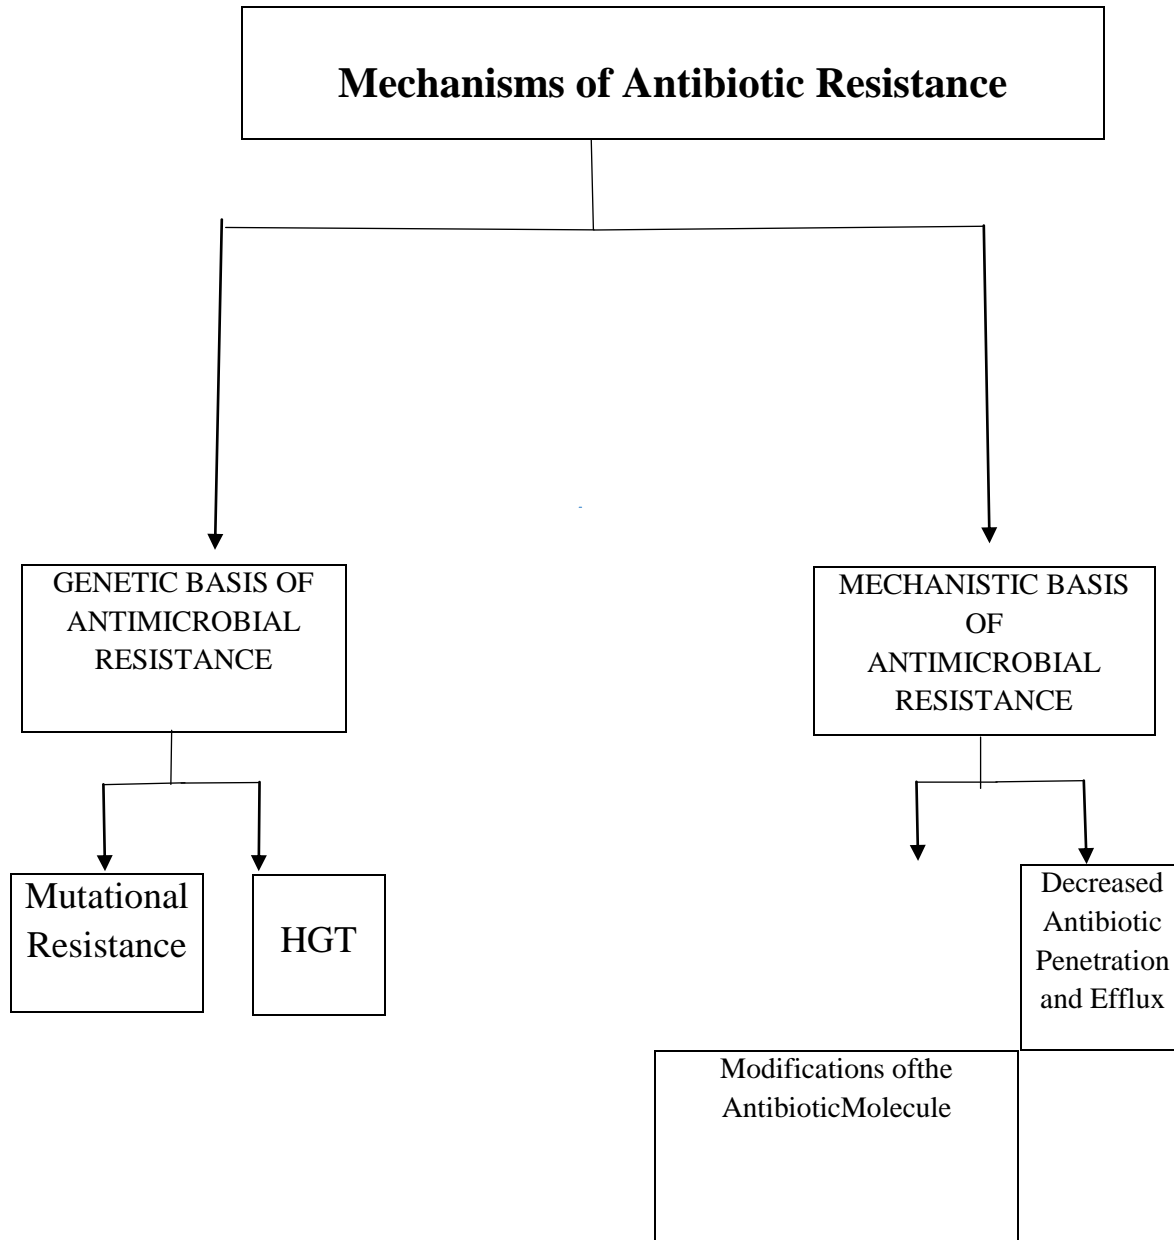 Mechanisms of Antibiotic Resistance
GENETIC BASIS OF
ANTIMICROBIAL
RESISTANCE
MECHANISTIC BASIS
OF
ANTIMICROBIAL
RESISTANCE
Mutational
Resistance
HGT
Decreased
Antibiotic
Penetration
and Efflux
Modifications ofthe
AntibioticMolecule